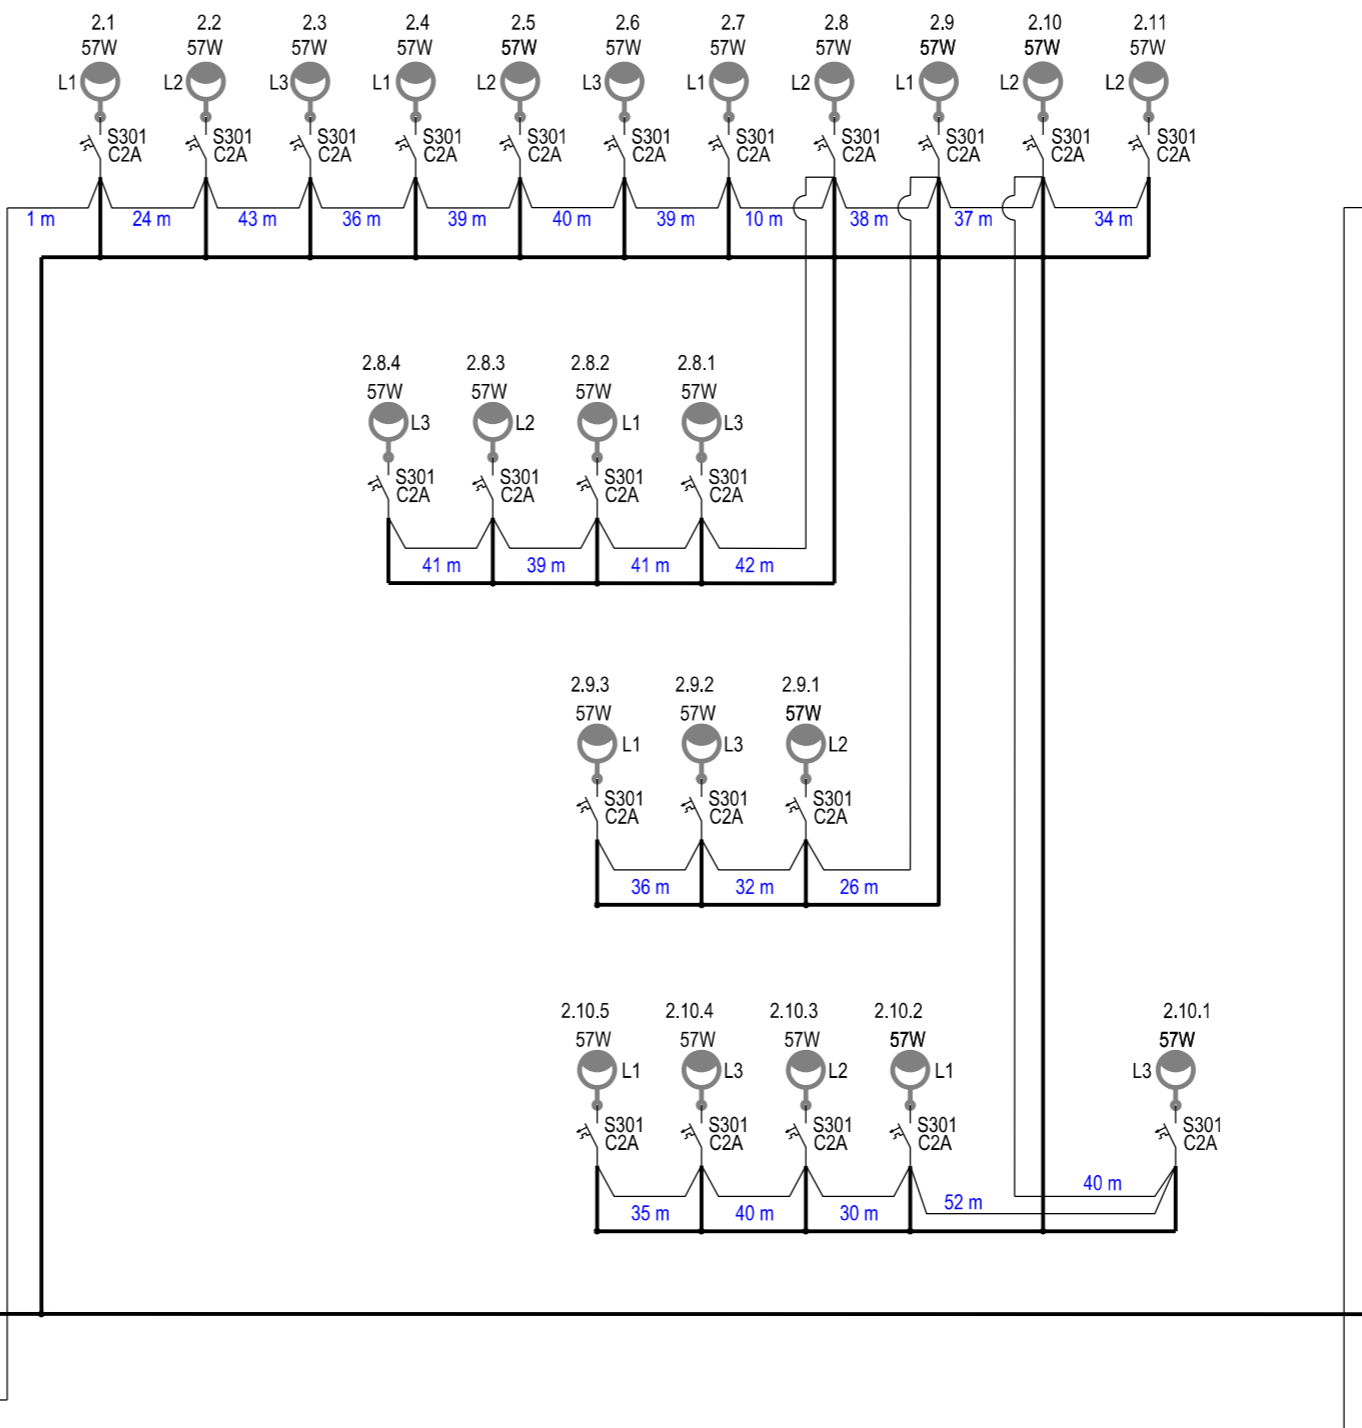 2.1 2.2 2.3 2.4 2.5 2.6 2.7 2.8 2.9 2.10 2.11
57W 57W 57W 57W 57W 57W 57W 57W 57W 57W 57W
L1 L2 L3 L1 L2 L3 L1 L2 L1 L2 L2
S301 S301 S301 S301 S301 S301 S301 S301 S301 S301 S301
C2A C2A C2A C2A C2A C2A C2A C2A C2A C2A C2A
1 m 24 m 43 m 36 m 39 m 40 m 39 m 10 m 38 m 37 m 34 m
2.8.4 2.8.3 2.8.2 2.8.1
57W 57W 57W 57W
L3 L2 L1 L3
S301 S301 S301 S301
C2A C2A C2A C2A
41 m 39 m 41 m 42 m
2.9.3 2.9.2 2.9.1
57W 57W 57W
L1 L3 L2
S301 S301 S301
C2A C2A C2A
36 m 32 m 26 m
2.10.5 2.10.4 2.10.3 2.10.2 2.10.1
57W 57W 57W 57W 57W
L1 L3 L2 L1 L3
S301 S301 S301 S301 S301
C2A C2A C2A C2A C2A
40 m
52 m
35 m 40 m 30 m